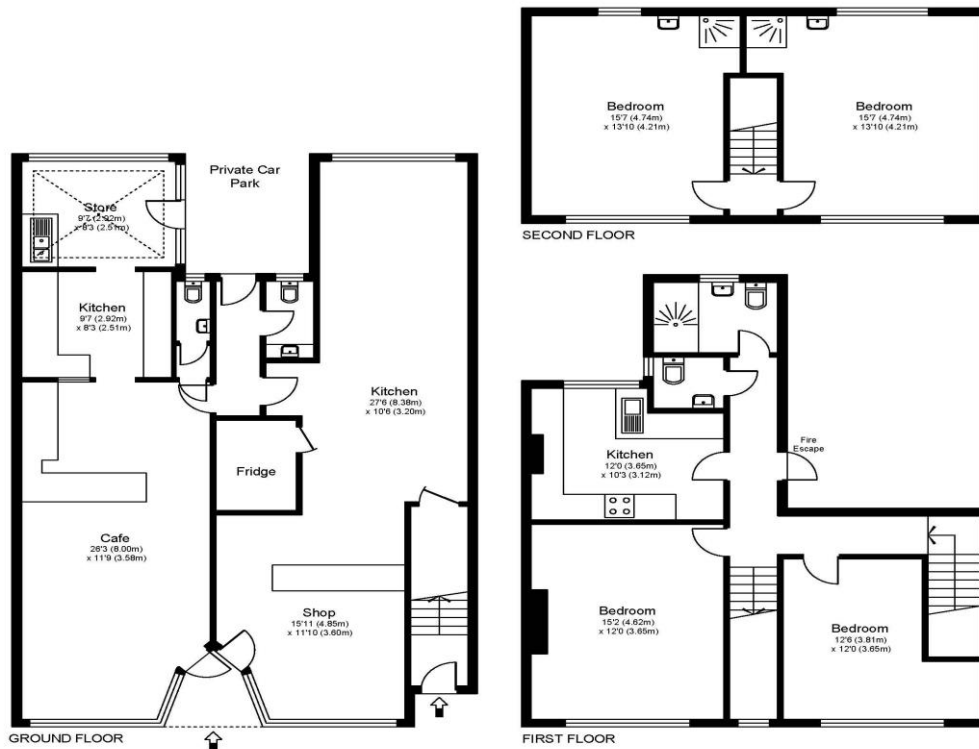 Private Car
Park
Store
9'7 (2.92m)
x 8'3 (2.51m)
Kitchen
9'7 (2.92m)
x 8'3 (2.51m)
Kitchen
27'6 (8.38m)
x 10'6 (3.20m)
Fridge
Cafe
26'3 (8.00m)
x 11'9 (3.58m)
Shop
15'11 (4.85m)
x 11'10 (3.60m)
GROUND FLOOR
Bedroom
15'7 (4.74m)
x 13'10 (4.21m)
Bedroom
15'7 (4.74m)
x 13'10 (4.21m)
SECOND FLOOR
Kitchen
12'0 (3.65m)
x 10'3 (3.12m)
Fire
Escape
Bedroom
15'2 (4.62m)
x 12'0 (3.65m)
Bedroom
12'6 (3.81m)
x 12'0 (3.65m)
FIRST FLOOR